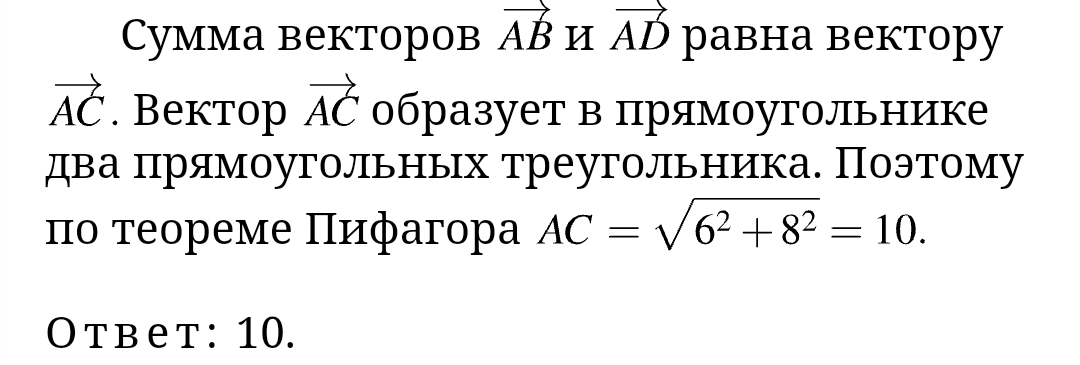 Сумма векторов \(\overrightarrow{AB}\) и \(\overrightarrow{AD}\) равна вектору
\(\overrightarrow{AC}\). Вектор \(\overrightarrow{AC}\) образует в прямоугольнике
два прямоугольных треугольника. Поэтому
по теореме Пифагора \(AC = \sqrt{6^2 + 8^2} = 10.\)
Ответ: 10.